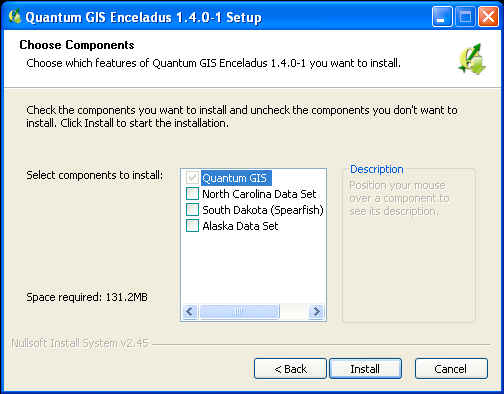 Quantum GIS Enceladus 1.4.0-1 Setup
Choose Components
Choose which features of Quantum GIS Enceladus 1.4.0-1 you want to install.
Check the components you want to install and uncheck the components you don't want to
install. Click Install to start the installation.
Select components to install:
Quantum GIS
North Carolina Data Set
South Dakota (Spearfish)
Alaska Data Set
Description
Position your mouse
over a component to
see its description.
Space required: 131.2MB
Nullsoft Install System v2.45
< Back
Install
Cancel